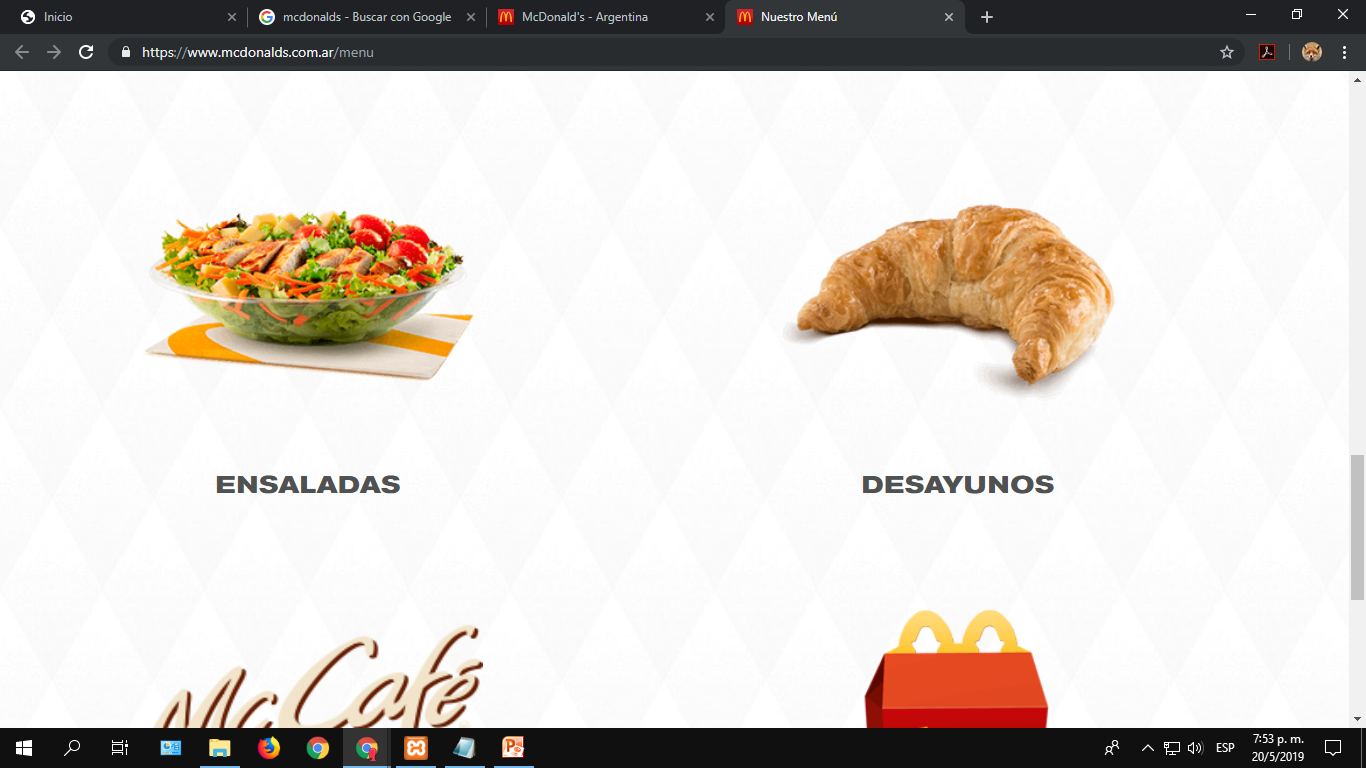 Inicio
mcdonalds - Buscar con Google
McDonald's - Argentina
Nuestro Menú
https://www.mcdonalds.com.ar/menu
ENSALADAS
DESAYUNOS
McCafé
ESP
7:53 p. m.
20/5/2019